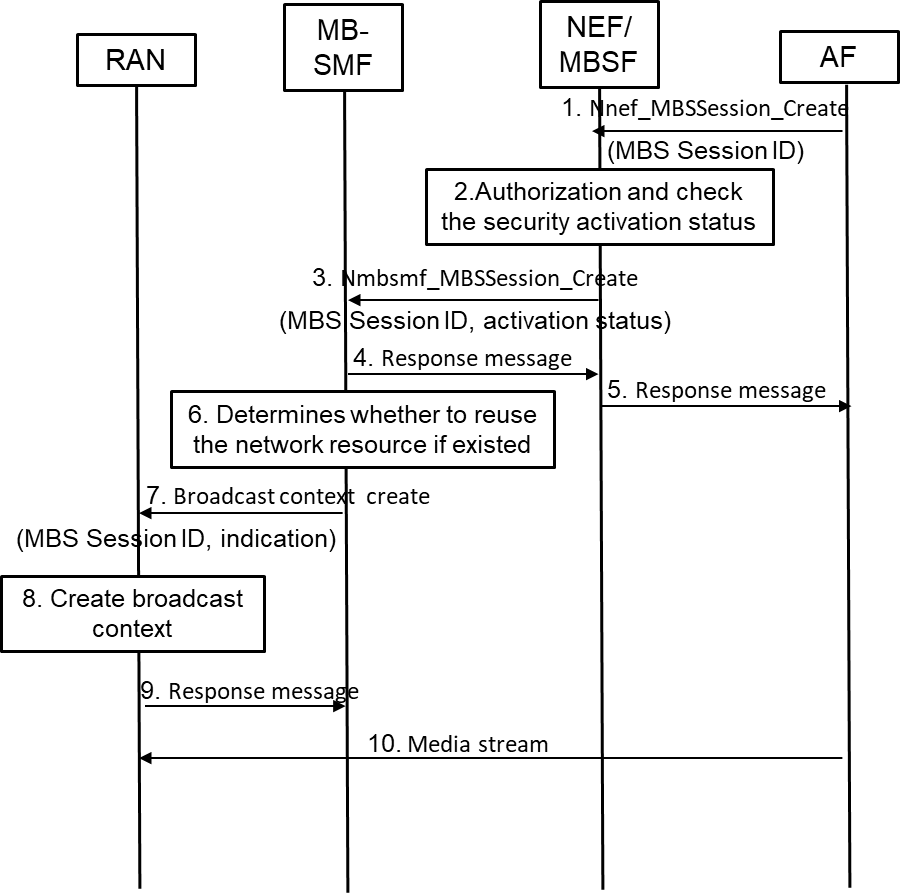 RAN
MB-
SMF
NEF/
MBSF
AF
1. Nnef_MBSSession_Create
(MBS Session ID)
2.Authorization and check
the security activation status
3. Nmbsmf_MBSSession_Create
(MBS Session ID, activation status)
4. Response message
5. Response message
6. Determines whether to reuse
the network resource if existed
7. Broadcast context create
(MBS Session ID, indication)
8. Create broadcast
context
9. Response message
10. Media stream